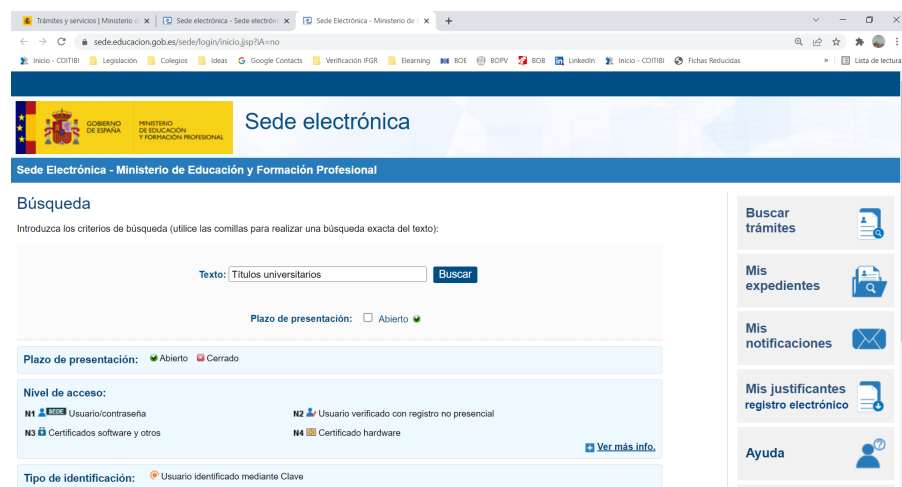 Trámites y servicios | Ministerio d
Sede electrónica - Sede electróni
Sede Electrónica - Ministerio de E
sede.educacion.gob.es/sede/login/inicio.jjsp?iA=no
Inicio - COITIBI Legislación Colegios Ideas Google Contacts Verificación IFGR Elearning BOE BOPV BOB LinkedIn Inicio - COITIBI Fichas Reducidas » Lista de lectura
GOBIERNO DE ESPAÑA
MINISTERIO DE EDUCACIÓN Y FORMACIÓN PROFESIONAL
Sede electrónica
Sede Electrónica - Ministerio de Educación y Formación Profesional
Búsqueda
Introduzca los criterios de búsqueda (utilice las comillas para realizar una búsqueda exacta del texto):
Texto: Títulos universitarios Buscar
Plazo de presentación: Abierto
Plazo de presentación: Abierto Cerrado
Nivel de acceso:
N1 SEDE Usuario/contraseña N2 Usuario verificado con registro no presencial
N3 Certificados software y otros N4 Certificado hardware
Ver más info.
Tipo de identificación: Usuario identificado mediante Clave
Buscar
trámites
Mis
expedientes
Mis
notificaciones
Mis justificantes
registro electrónico
Ayuda